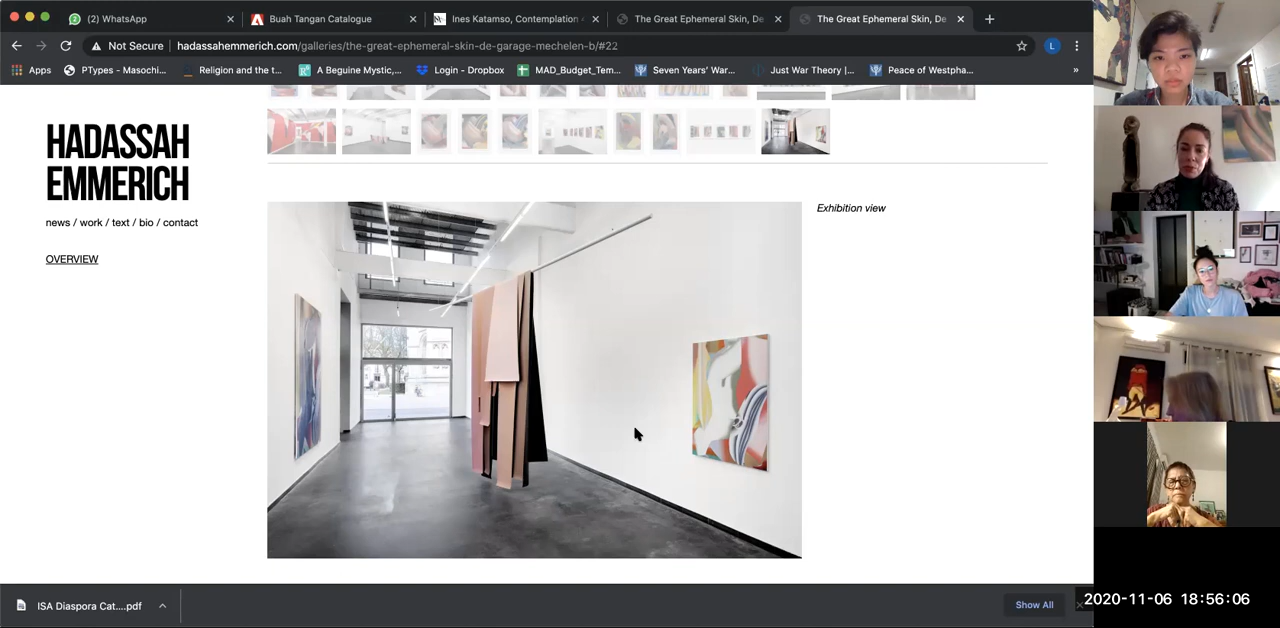 (2) WhatsApp
Buah Tangan Catalogue
Ines Katamso, Contemplation
The Great Ephemeral Skin, De
The Great Ephemeral Skin, De
Not Secure | hadassahemmerich.com/galleries/the-great-ephemeral-skin-de-garage-mechelen-b/#22
L
Apps
PTypes - Masochi...
Religion and the t...
A Beguine Mystic,...
Login - Dropbox
MAD_Budget_Tem...
Seven Years' War...
Just War Theory |...
Peace of Westpha...
»
HADASSAH
EMMERICH
news / work / text / bio / contact
OVERVIEW
Exhibition view
ISA Diaspora Cat....pdf
Show All
2020-11-06 18:56:06